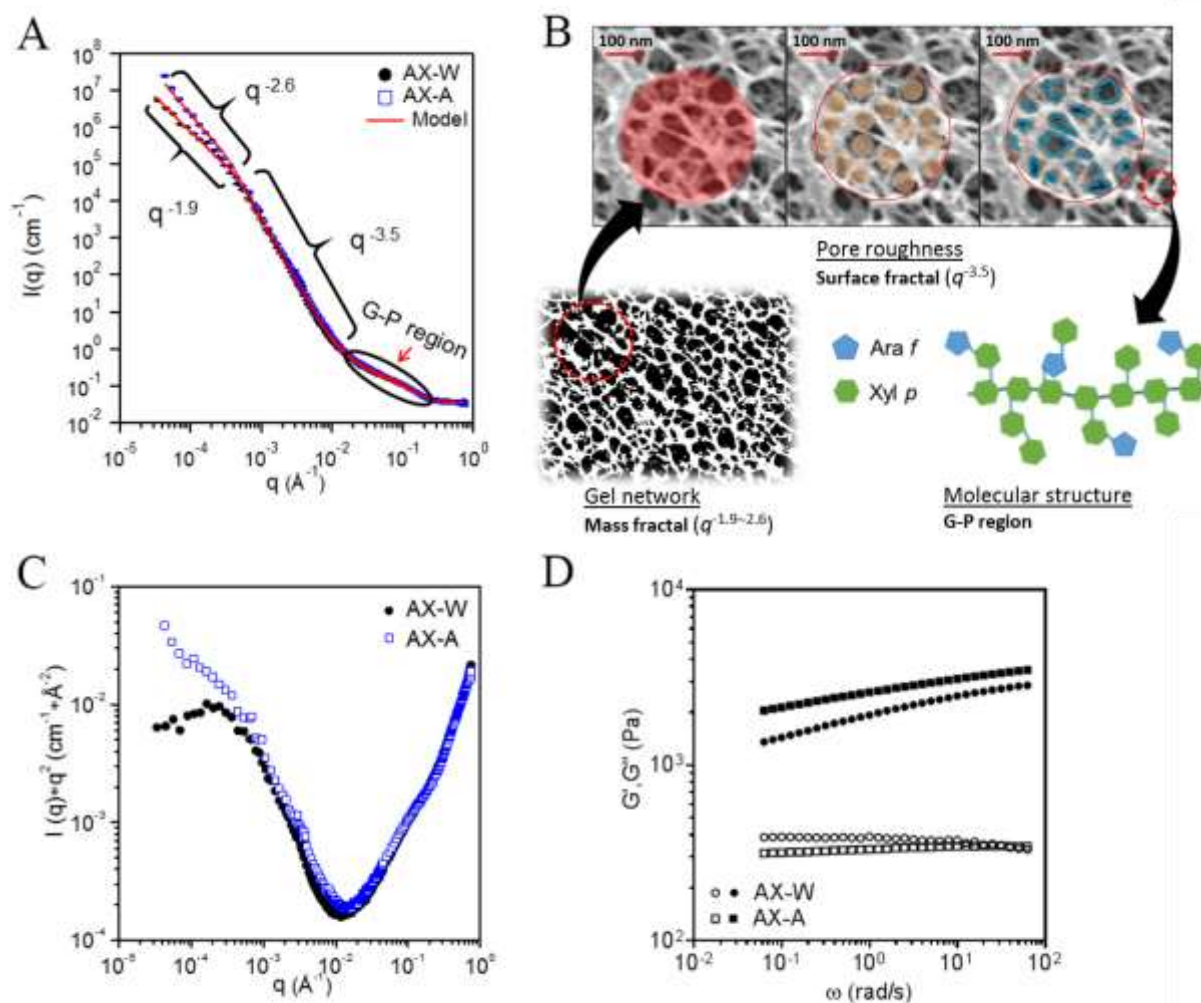 A
10⁸
10⁷
10⁶
10⁵
10⁴
10³
10²
10¹
10⁰
10⁻¹
10⁻²
I(q) (cm⁻¹)
q⁻²·⁶
q⁻¹·⁹
q⁻³·⁵
G-P region
AX-W
AX-A
Model
10⁻⁵ 10⁻⁴ 10⁻³ 10⁻² 10⁻¹ 10⁰
q (Å⁻¹)
B
100 nm 100 nm 100 nm
Pore roughness
Surface fractal (q⁻³·⁵)
Ara f
Xyl p
Gel network
Mass fractal (q⁻¹·⁹~²·⁶)
Molecular structure
G-P region
C
10⁻¹
10⁻²
10⁻³
10⁻⁴
I (q)*q² (cm⁻¹*Å⁻²)
AX-W
AX-A
10⁻⁵ 10⁻⁴ 10⁻³ 10⁻² 10⁻¹ 10⁰
q (Å⁻¹)
D
10⁴
10³
10²
G',G'' (Pa)
AX-W
AX-A
10⁻² 10⁻¹ 10⁰ 10¹ 10²
ω (rad/s)